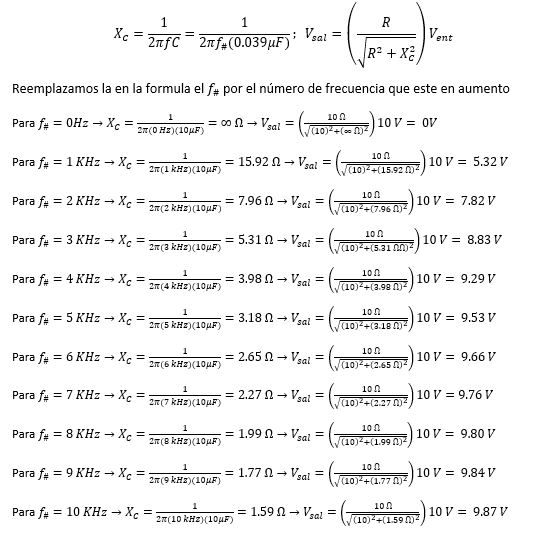 X_c = 1/(2πfC) = 1/(2πf_#(0.039μF)) ; V_sal = (R/√(R² + X_c²)) V_ent
Reemplazamos la en la formula el f_# por el número de frecuencia que este en aumento
Para f_# = 0Hz → X_C = 1/(2π(0 Hz)(10μF)) = ∞ Ω → V_sal = (10 Ω/√((10)²+(∞ Ω)²)) 10 V = 0V
Para f_# = 1 KHz → X_C = 1/(2π(1 kHz)(10μF)) = 15.92 Ω → V_sal = (10 Ω/√((10)²+(15.92 Ω)²)) 10 V = 5.32 V
Para f_# = 2 KHz → X_C = 1/(2π(2 kHz)(10μF)) = 7.96 Ω → V_sal = (10 Ω/√((10)²+(7.96 Ω)²)) 10 V = 7.82 V
Para f_# = 3 KHz → X_C = 1/(2π(3 kHz)(10μF)) = 5.31 Ω → V_sal = (10 Ω/√((10)²+(5.31 ΩΩ)²)) 10 V = 8.83 V
Para f_# = 4 KHz → X_C = 1/(2π(4 kHz)(10μF)) = 3.98 Ω → V_sal = (10 Ω/√((10)²+(3.98 Ω)²)) 10 V = 9.29 V
Para f_# = 5 KHz → X_C = 1/(2π(5 kHz)(10μF)) = 3.18 Ω → V_sal = (10 Ω/√((10)²+(3.18 Ω)²)) 10 V = 9.53 V
Para f_# = 6 KHz → X_C = 1/(2π(6 kHz)(10μF)) = 2.65 Ω → V_sal = (10 Ω/√((10)²+(2.65 Ω)²)) 10 V = 9.66 V
Para f_# = 7 KHz → X_C = 1/(2π(7 kHz)(10μF)) = 2.27 Ω → V_sal = (10 Ω/√((10)²+(2.27 Ω)²)) 10 V = 9.76 V
Para f_# = 8 KHz → X_C = 1/(2π(8 kHz)(10μF)) = 1.99 Ω → V_sal = (10 Ω/√((10)²+(1.99 Ω)²)) 10 V = 9.80 V
Para f_# = 9 KHz → X_C = 1/(2π(9 kHz)(10μF)) = 1.77 Ω → V_sal = (10 Ω/√((10)²+(1.77 Ω)²)) 10 V = 9.84 V
Para f_# = 10 KHz → X_C = 1/(2π(10 kHz)(10μF)) = 1.59 Ω → V_sal = (10 Ω/√((10)²+(1.59 Ω)²)) 10 V = 9.87 V